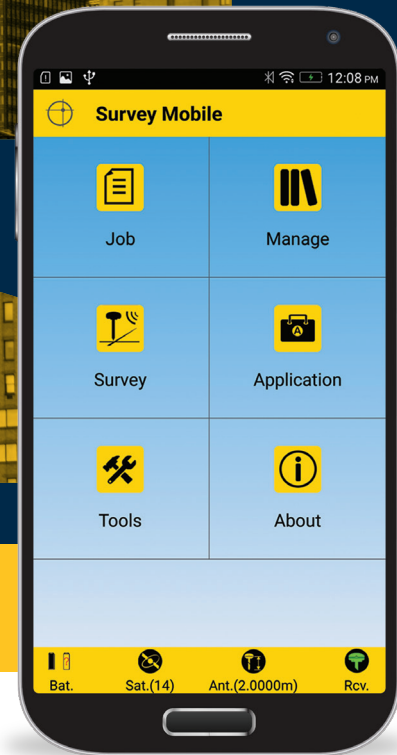 12:08 PM
Survey Mobile
Job
Manage
Survey
Application
A
Tools
About
Bat.
Sat.(14)
Ant.(2.0000m)
Rcv.